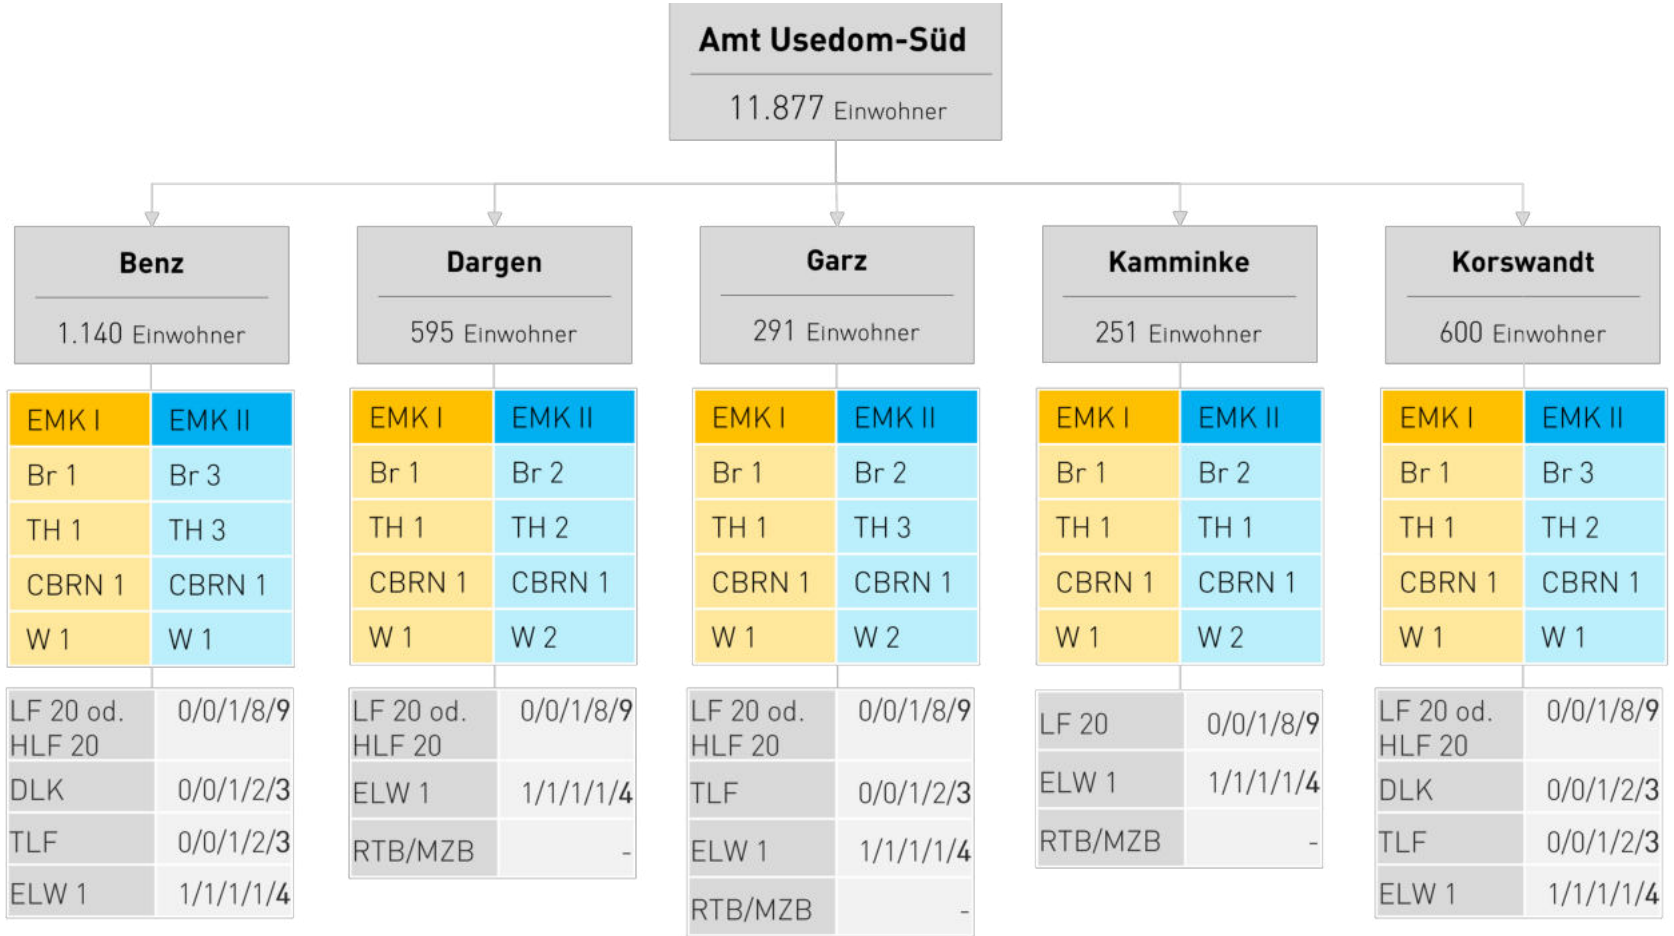 Amt Usedom-Süd
11.877 Einwohner
Benz
1.140 Einwohner
EMK I EMK II
Br 1 Br 3
TH 1 TH 3
CBRN 1 CBRN 1
W 1 W 1
LF 20 od. 0/0/1/8/9
HLF 20
DLK 0/0/1/2/3
TLF 0/0/1/2/3
ELW 1 1/1/1/1/4
Dargen
595 Einwohner
EMK I EMK II
Br 1 Br 2
TH 1 TH 2
CBRN 1 CBRN 1
W 1 W 2
LF 20 od. 0/0/1/8/9
HLF 20
ELW 1 1/1/1/1/4
RTB/MZB -
Garz
291 Einwohner
EMK I EMK II
Br 1 Br 2
TH 1 TH 3
CBRN 1 CBRN 1
W 1 W 2
LF 20 od. 0/0/1/8/9
HLF 20
TLF 0/0/1/2/3
ELW 1 1/1/1/1/4
RTB/MZB -
Kamminke
251 Einwohner
EMK I EMK II
Br 1 Br 2
TH 1 TH 1
CBRN 1 CBRN 1
W 1 W 2
LF 20 0/0/1/8/9
ELW 1 1/1/1/1/4
RTB/MZB -
Korswandt
600 Einwohner
EMK I EMK II
Br 1 Br 3
TH 1 TH 2
CBRN 1 CBRN 1
W 1 W 1
LF 20 od. 0/0/1/8/9
HLF 20
DLK 0/0/1/2/3
TLF 0/0/1/2/3
ELW 1 1/1/1/1/4